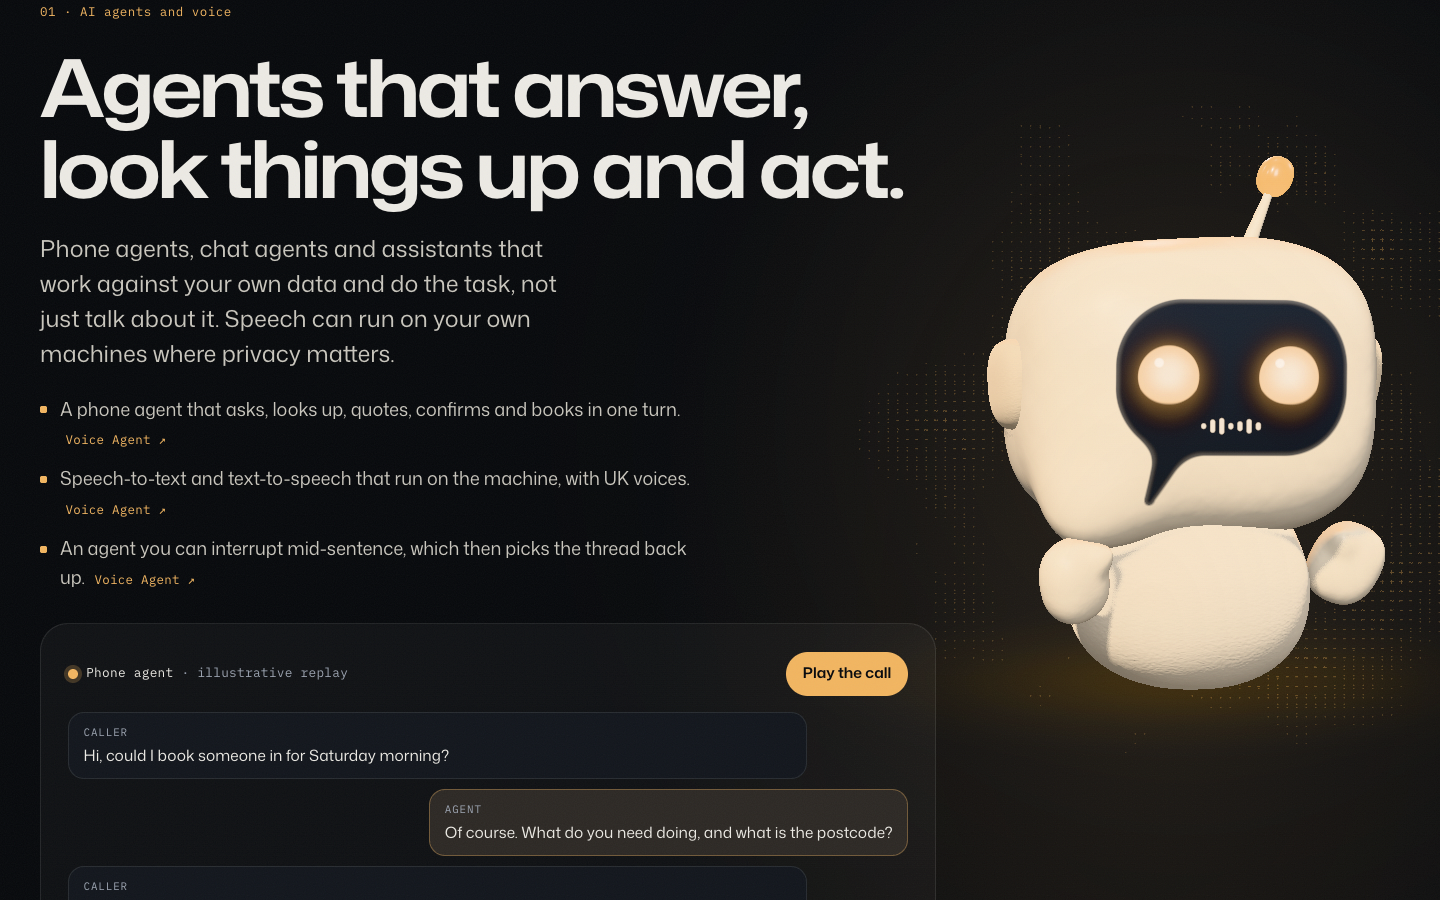 01 · AI agents and voice
Agents that answer,
look things up and act.
Phone agents, chat agents and assistants that
work against your own data and do the task, not
just talk about it. Speech can run on your own
machines where privacy matters.
A phone agent that asks, looks up, quotes, confirms and books in one turn.
Voice Agent ↗
Speech-to-text and text-to-speech that run on the machine, with UK voices.
Voice Agent ↗
An agent you can interrupt mid-sentence, which then picks the thread back
up. Voice Agent ↗
Phone agent · illustrative replay
Play the call
CALLER
Hi, could I book someone in for Saturday morning?
AGENT
Of course. What do you need doing, and what is the postcode?
CALLER